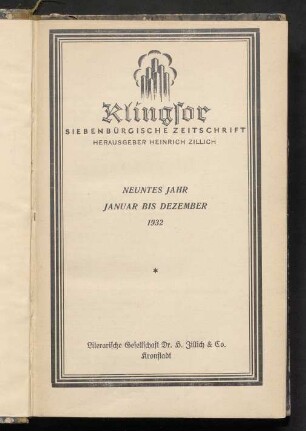 Klingsor
SIEBENBÜRGISCHE ZEITSCHRIFT
HERAUSGEBER HEINRICH ZILLICH
NEUNTES JAHR
JANUAR BIS DEZEMBER
1932
*
Literarische Gesellschaft Dr. H. Zillich & Co.
Kronstadt